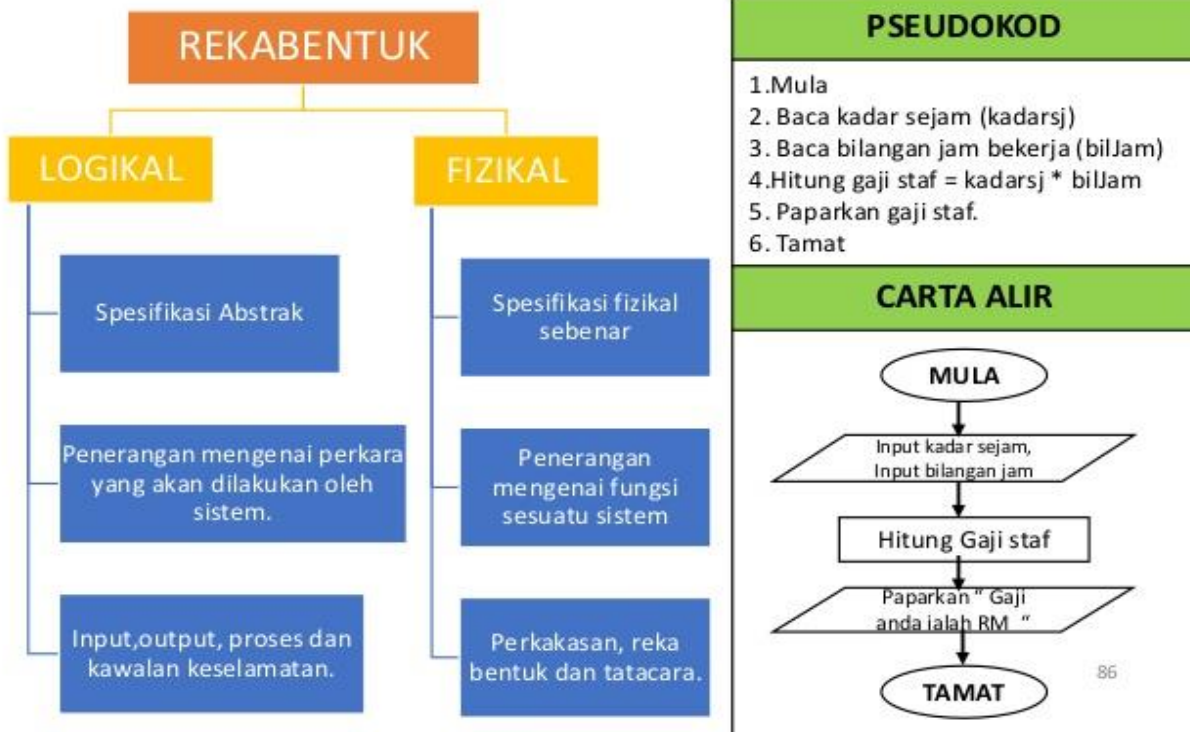 REKABENTUK
LOGIKAL
Spesifikasi Abstrak
Penerangan mengenai perkara
yang akan dilakukan oleh
sistem.
Input,output, proses dan
kawalan keselamatan.
FIZIKAL
Spesifikasi fizikal
sebenar
Penerangan
mengenai fungsi
sesuatu sistem
Perkakasan, reka
bentuk dan tatacara.
PSEUDOKOD
1.Mula
2. Baca kadar sejam (kadarsj)
3. Baca bilangan jam bekerja (bilJam)
4.Hitung gaji staf = kadarsj * bilJam
5. Paparkan gaji staf.
6. Tamat
CARTA ALIR
MULA
Input kadar sejam,
Input bilangan jam
Hitung Gaji staf
Paparkan “ Gaji
anda ialah RM “
TAMAT
86